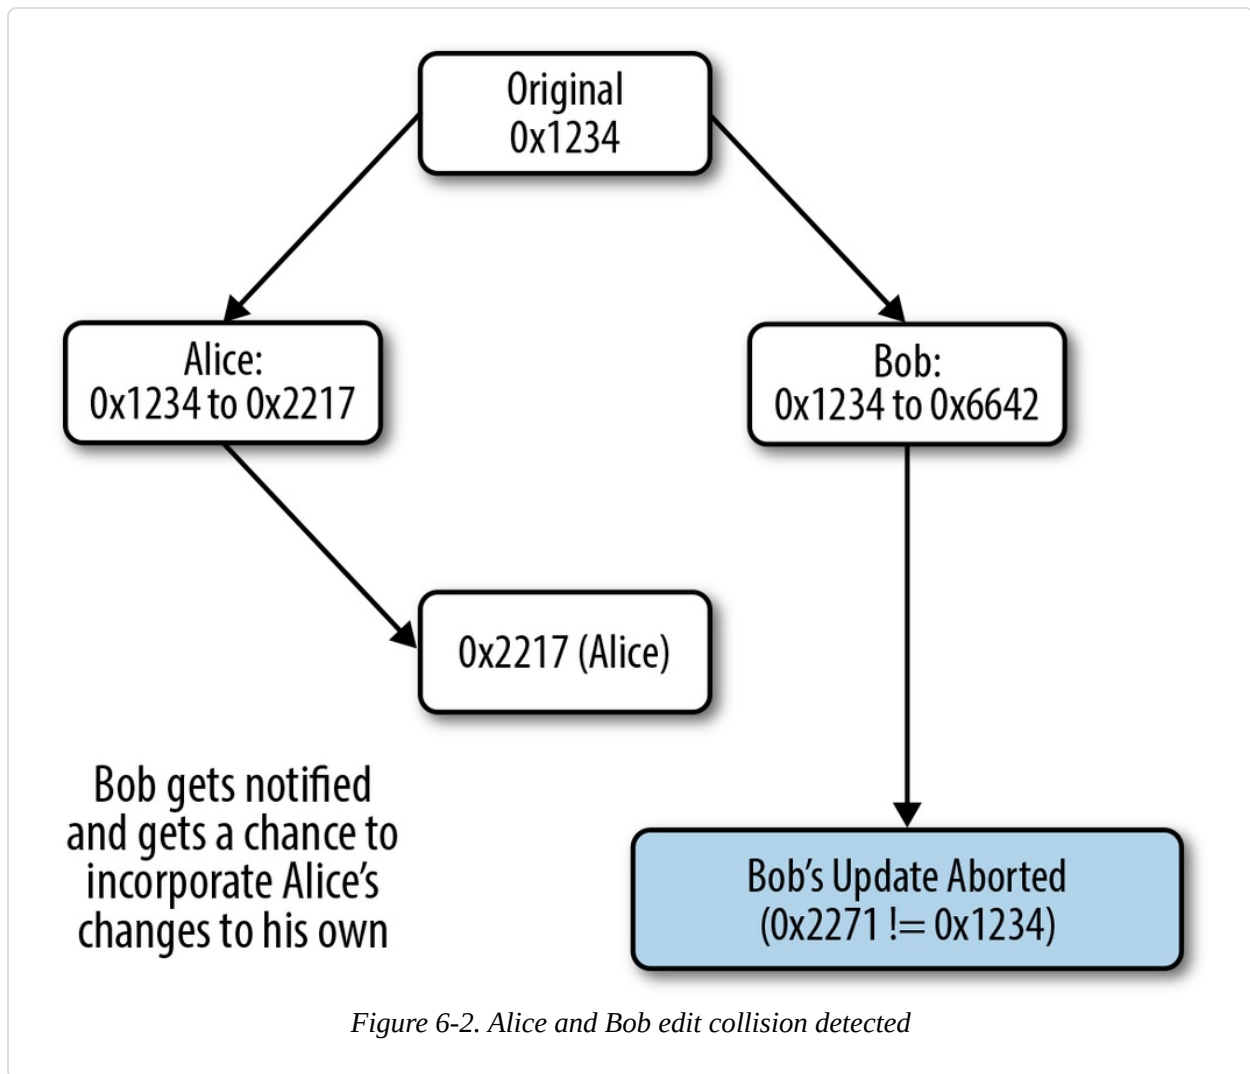 Original
0x1234
Alice:
0x1234 to 0x2217
Bob:
0x1234 to 0x6642
0x2217 (Alice)
Bob gets notified
and gets a chance to
incorporate Alice’s
changes to his own
Bob’s Update Aborted
(0x2271 != 0x1234)
Figure 6-2. Alice and Bob edit collision detected